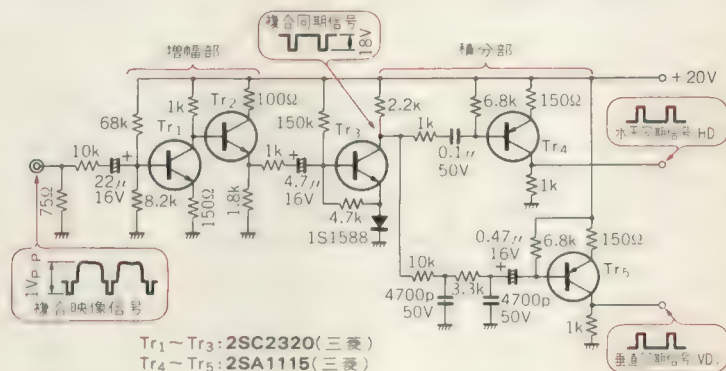 複合同期信号
18V
増幅部
積分部
+20V
Tr2
100Ω
1k
68k
Tr1
150k
2.2k
Tr3
1k
6.8k
150Ω
0.1μ
50V
Tr4
水平同期信号 HD
1k
10k
22μ
16V
75Ω
8.2k
150Ω
1.8k
1k
4.7μ
16V
4.7k
1S1588
0.47μ
16V
6.8k
150Ω
Tr5
10k
3.3k
4700p
50V
4700p
50V
1k
1VP-P
複合映像信号
垂直同期信号 VD
Tr1~Tr3:2SC2320(三菱)
Tr4~Tr5:2SA1115(三菱)